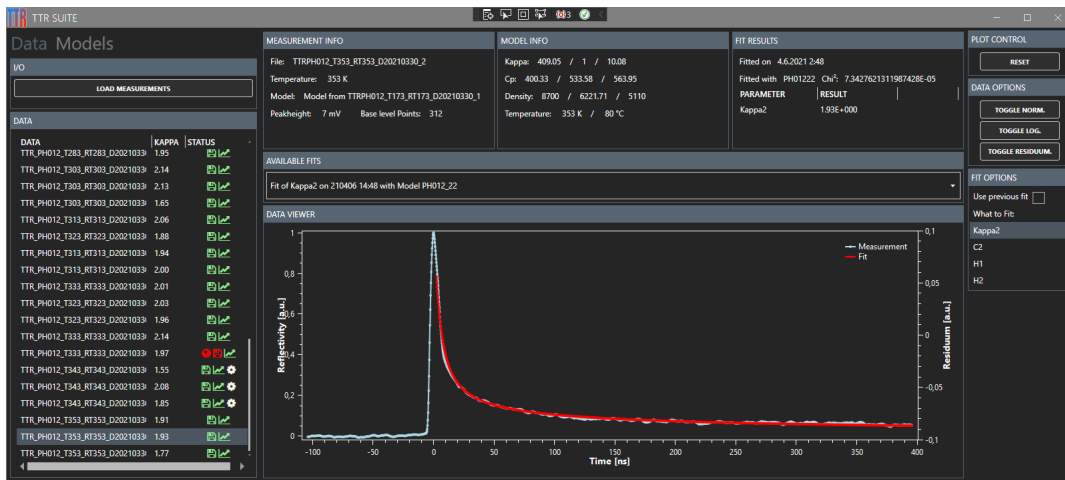 TTR TTR SUITE
3
Data Models
I/O
LOAD MEASUREMENTS
DATA
DATA KAPPA STATUS
TTR_PH012_T283_RT283_D2021033 1.95
TTR_PH012_T303_RT303_D2021033 2.14
TTR_PH012_T303_RT303_D2021033 2.13
TTR_PH012_T303_RT303_D2021033 1.65
TTR_PH012_T313_RT313_D2021033 2.06
TTR_PH012_T323_RT323_D2021033 1.88
TTR_PH012_T313_RT313_D2021033 1.94
TTR_PH012_T313_RT313_D2021033 2.00
TTR_PH012_T333_RT333_D2021033 2.01
TTR_PH012_T323_RT323_D2021033 2.03
TTR_PH012_T323_RT323_D2021033 1.96
TTR_PH012_T333_RT333_D2021033 2.14
TTR_PH012_T333_RT333_D2021033 1.97
TTR_PH012_T343_RT343_D2021033 1.55
TTR_PH012_T343_RT343_D2021033 2.08
TTR_PH012_T343_RT343_D2021033 1.85
TTR_PH012_T353_RT353_D2021033 1.91
TTR_PH012_T353_RT353_D2021033 1.93
TTR_PH012_T353_RT353_D2021033 1.77
MEASUREMENT INFO
File: TTRPH012_T353_RT353_D20210330_2
Temperature: 353 K
Model: Model from TTRPH012_T173_RT173_D20210330_1
Peakheight: 7 mV Base level Points: 312
MODEL INFO
Kappa: 409.05 / 1 / 10.08
Cp: 400.33 / 533.58 / 563.95
Density: 8700 / 6221.71 / 5110
Temperature: 353 K / 80 °C
FIT RESULTS
Fitted on 4.6.2021 2:48
Fitted with PH01222 Chi²: 7.3427621311987428E-05
PARAMETER RESULT
Kappa2 1.93E+000
AVAILABLE FITS
Fit of Kappa2 on 210406 14:48 with Model PH012_22
DATA VIEWER
Reflectivity [a.u.]
1
0,8
0,6
0,4
0,2
0
Measurement
Fit
0,1
0,05
0
-0,05
-0,1
Residuum [a.u.]
-100 -50 0 50 100 150 200 250 300 350 400
Time [ns]
PLOT CONTROL
RESET
DATA OPTIONS
TOGGLE NORM.
TOGGLE LOG.
TOGGLE RESIDUUM.
FIT OPTIONS
Use previous fit
What to Fit:
Kappa2
C2
H1
H2